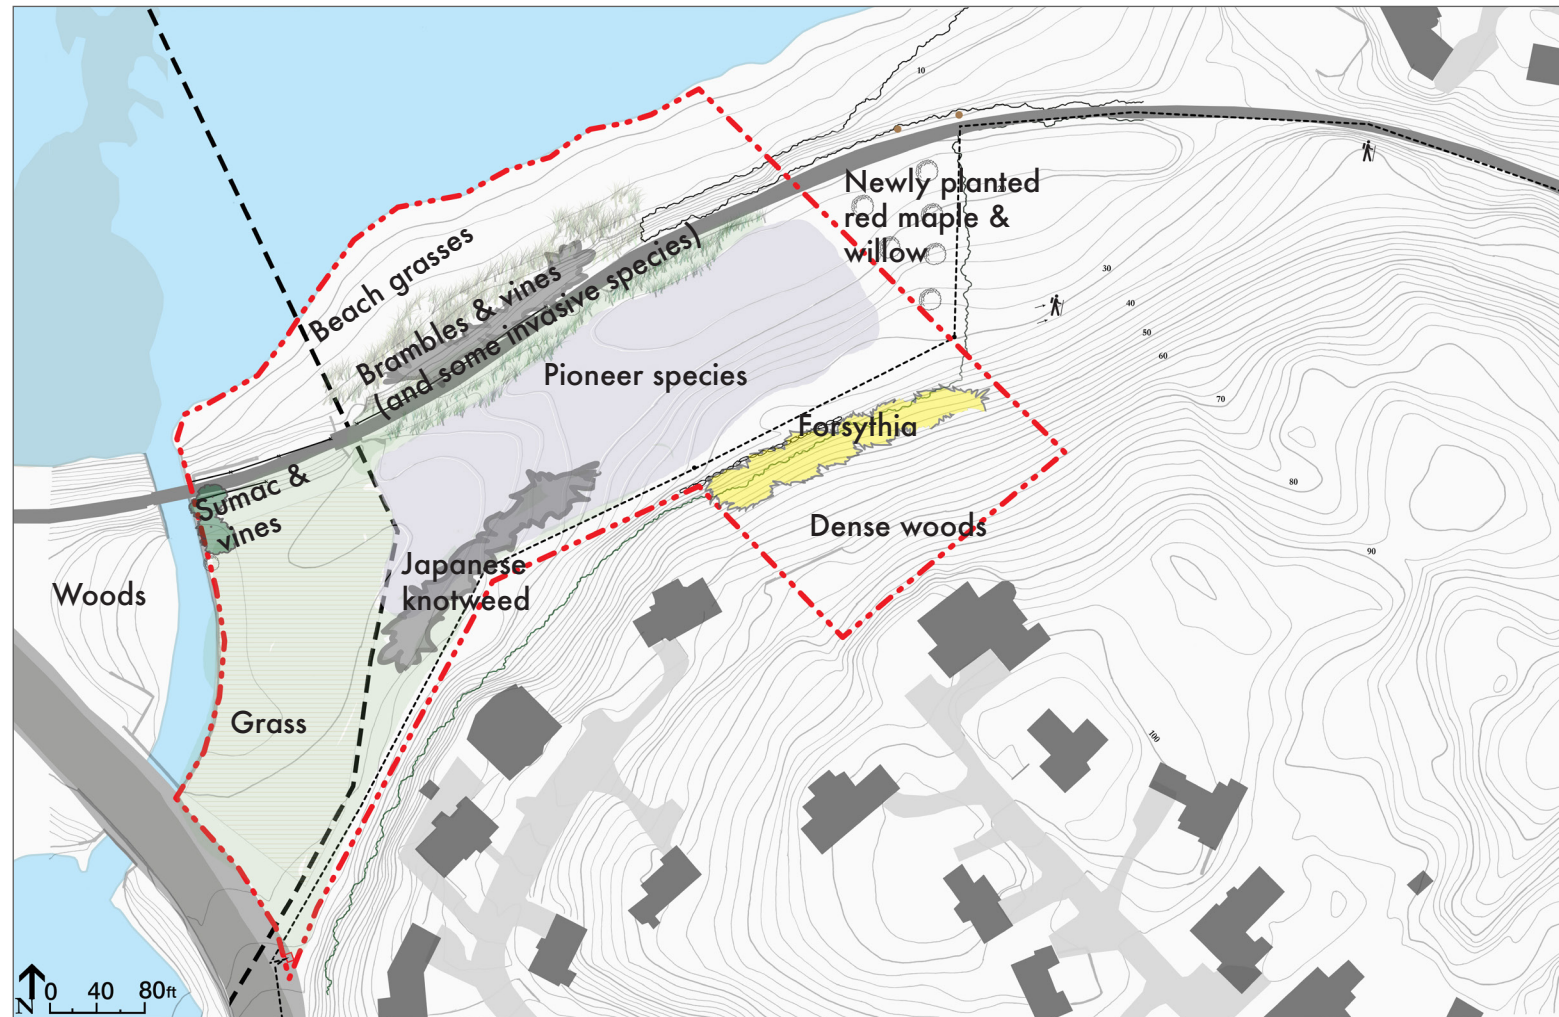 10
Newly planted
red maple &
willow
20
Beach grasses
30
Brambles & vines
(and some invasive species)
40
50
60
Pioneer species
70
Forsythia
80
Sumac &
vines
Dense woods
90
Japanese
knotweed
Woods
Grass
100
N
0 40 80ft